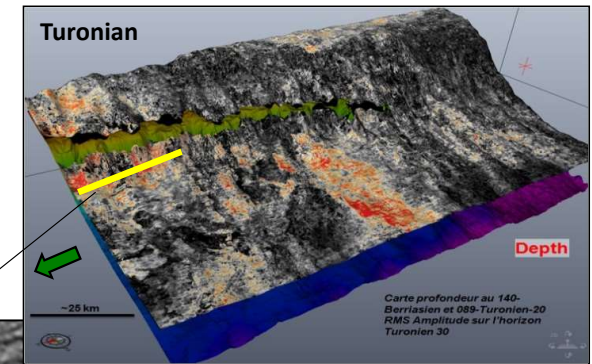 Turonian
Depth
~25 km
Carte profondeur au 140-
Berriasien et 089-Turonien-20
RMS Amplitude sur l'horizon
Turonien 30